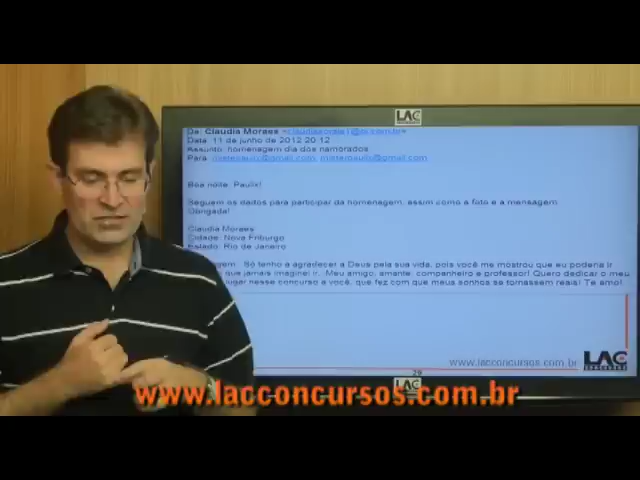 LAC
De: Claudia Moraes
Data: 11 de junho de 2012 20:12
Assunto: homenagem dia dos namorados
Para:
Boa noite, Paulla!
Seguem os dados para participar da homenagem, assim como a foto e a mensagem.
Obrigada!
Claudia Moraes
Cidade: Nova Friburgo
Estado: Rio de Janeiro
Só tenho a agradecer a Deus pela sua vida, pois você me mostrou que eu poderia ir
que jamais imaginei ir. Meu amigo, amante, companheiro e professor! Quero dedicar o meu
lugar nesse concurso a você, que fez com que meus sonhos se tornassem reais! Te amo!
www.lacconcursos.com.br LAC
CONCURSOS
29
LAC
www.lacconcursos.com.br